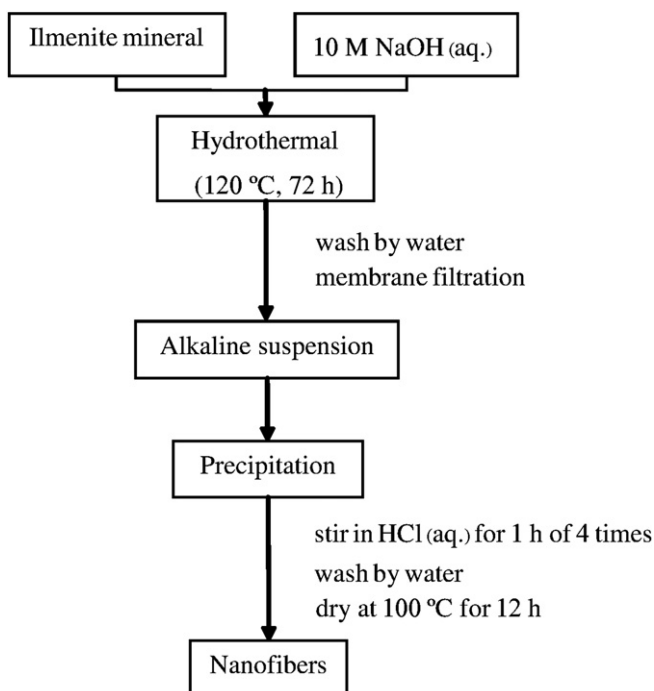 Ilmenite mineral
10 M NaOH (aq.)
Hydrothermal
(120 ºC, 72 h)
wash by water
membrane filtration
Alkaline suspension
Precipitation
stir in HCl (aq.) for 1 h of 4 times
wash by water
dry at 100 ºC for 12 h
Nanofibers